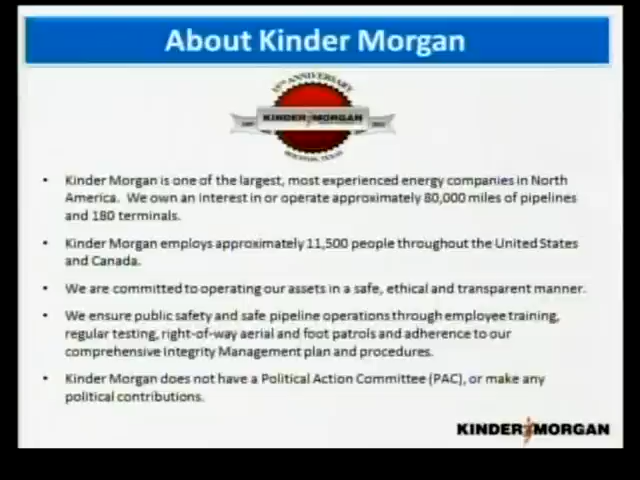 About Kinder Morgan
15TH ANNIVERSARY
KINDER MORGAN
HOUSTON, TEXAS
• Kinder Morgan is one of the largest, most experienced energy companies in North
America. We own an interest in or operate approximately 80,000 miles of pipelines
and 180 terminals.
• Kinder Morgan employs approximately 11,500 people throughout the United States
and Canada.
• We are committed to operating our assets in a safe, ethical and transparent manner.
• We ensure public safety and safe pipeline operations through employee training,
regular testing, right-of-way aerial and foot patrols and adherence to our
comprehensive Integrity Management plan and procedures.
• Kinder Morgan does not have a Political Action Committee (PAC), or make any
political contributions.
KINDER MORGAN